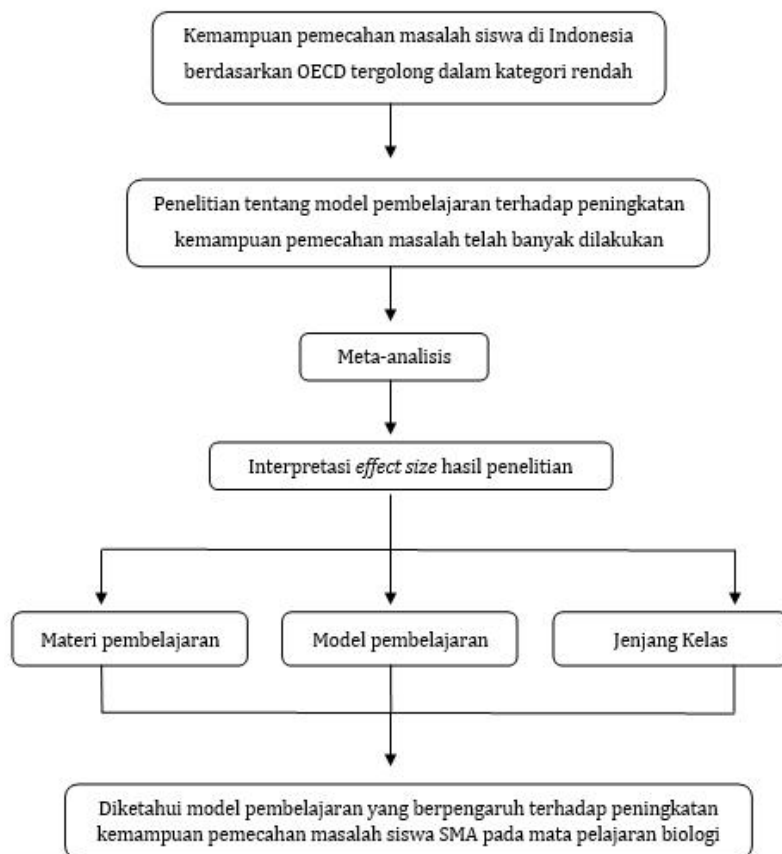 Kemampuan pemecahan masalah siswa di Indonesia
berdasarkan OECD tergolong dalam kategori rendah
Penelitian tentang model pembelajaran terhadap peningkatan
kemampuan pemecahan masalah telah banyak dilakukan
Meta-analisis
Interpretasi effect size hasil penelitian
Materi pembelajaran
Model pembelajaran
Jenjang Kelas
Diketahui model pembelajaran yang berpengaruh terhadap peningkatan
kemampuan pemecahan masalah siswa SMA pada mata pelajaran biologi